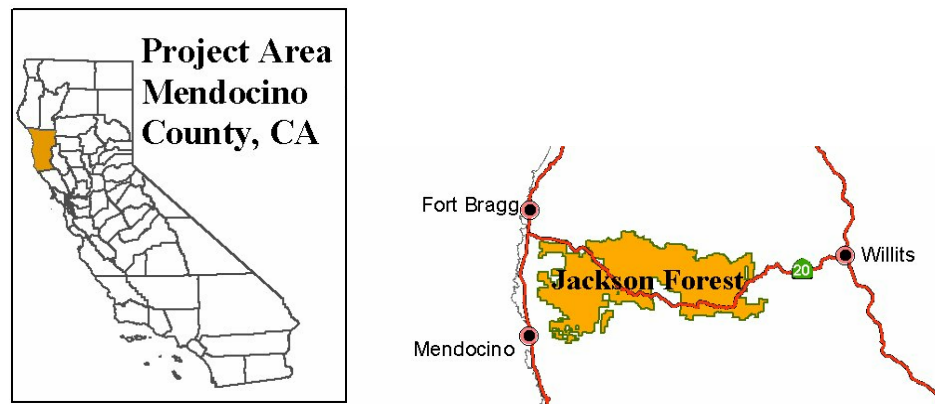 Project Area
Mendocino
County, CA
Fort Bragg
Jackson Forest
20
Willits
Mendocino